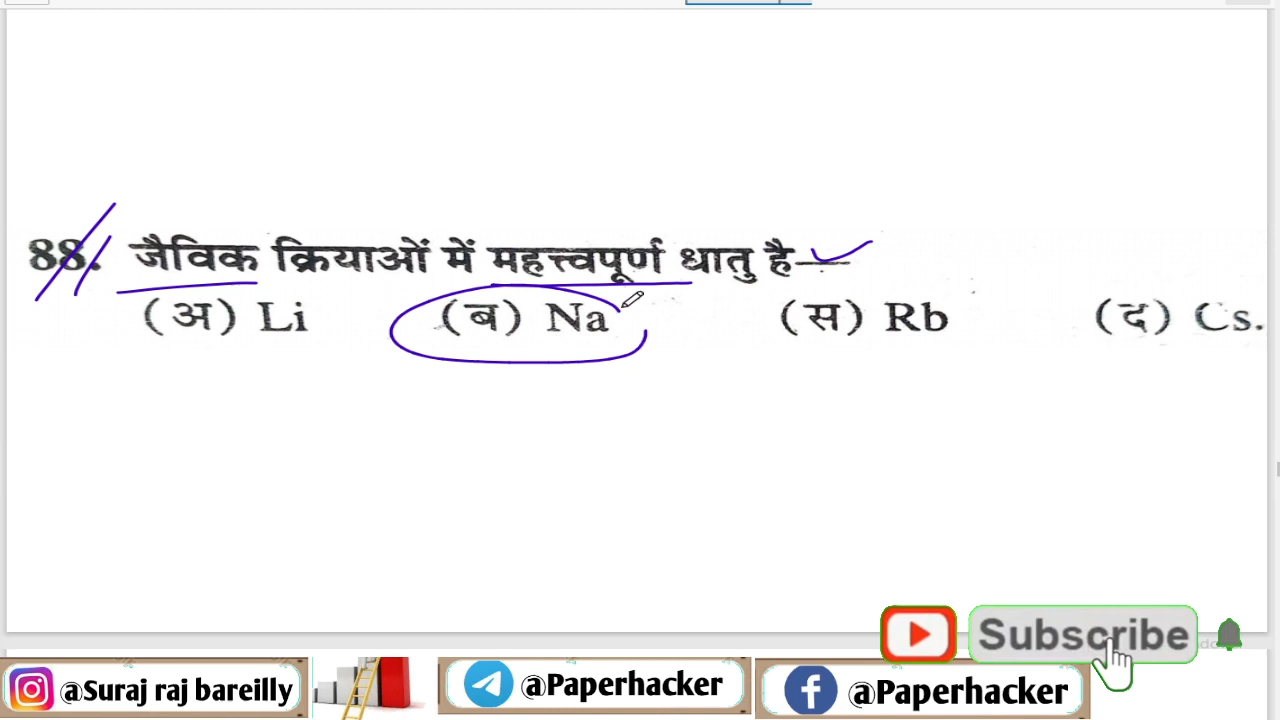 88. जैविक क्रियाओं में महत्त्वपूर्ण धातु है—
(अ) Li (ब) Na (स) Rb (द) Cs.
Subscribe
@Suraj raj bareilly @Paperhacker @Paperhacker